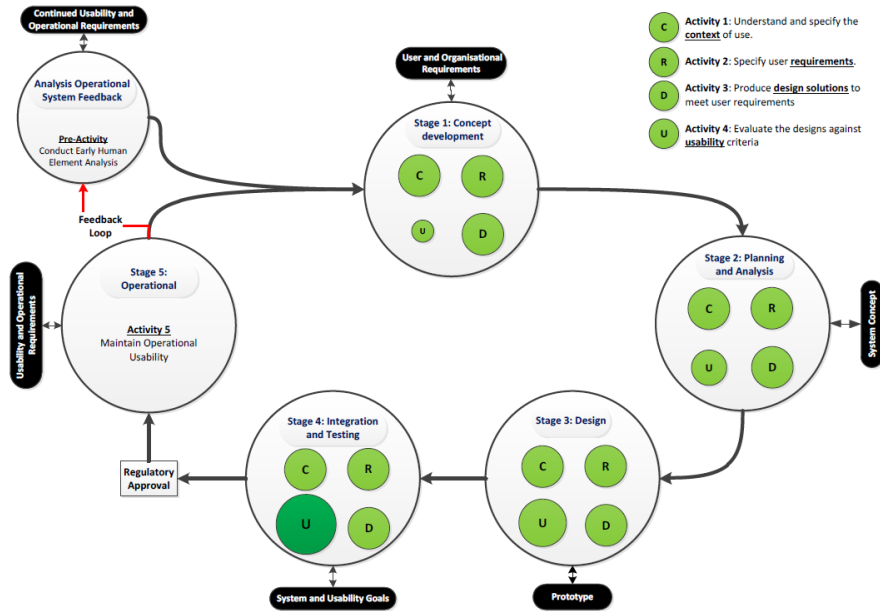 Continued Usability and
Operational Requirements
Analysis Operational
System Feedback
Pre-Activity
Conduct Early Human
Element Analysis
Feedback
Loop
User and Organisational
Requirements
Stage 1: Concept
development
C
R
U
D
C
Activity 1: Understand and specify the
context of use.
R
Activity 2: Specify user requirements.
D
Activity 3: Produce design solutions to
meet user requirements
U
Activity 4: Evaluate the designs against
usability criteria
Stage 2: Planning
and Analysis
C
R
U
D
System Concept
Stage 3: Design
C
R
U
D
Prototype
Stage 4: Integration
and Testing
C
R
U
D
System and Usability Goals
Regulatory
Approval
Stage 5:
Operational
Activity 5
Maintain Operational
Usability
Usability and Operational
Requirements